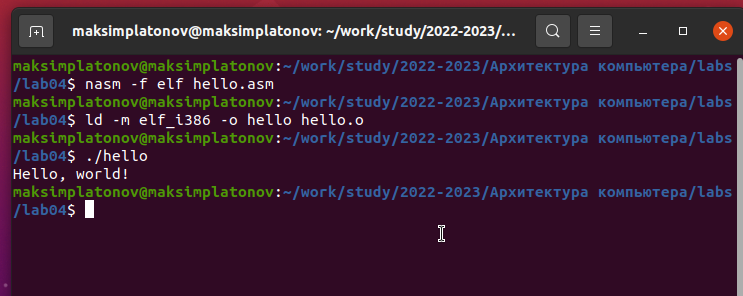 maksimplatonov@maksimplatonov: ~/work/study/2022-2023/...
maksimplatonov@maksimplatonov:~/work/study/2022-2023/Архитектура компьютера/labs
/lab04$ nasm -f elf hello.asm
maksimplatonov@maksimplatonov:~/work/study/2022-2023/Архитектура компьютера/labs
/lab04$ ld -m elf_i386 -o hello hello.o
maksimplatonov@maksimplatonov:~/work/study/2022-2023/Архитектура компьютера/labs
/lab04$ ./hello
Hello, world!
maksimplatonov@maksimplatonov:~/work/study/2022-2023/Архитектура компьютера/labs
/lab04$